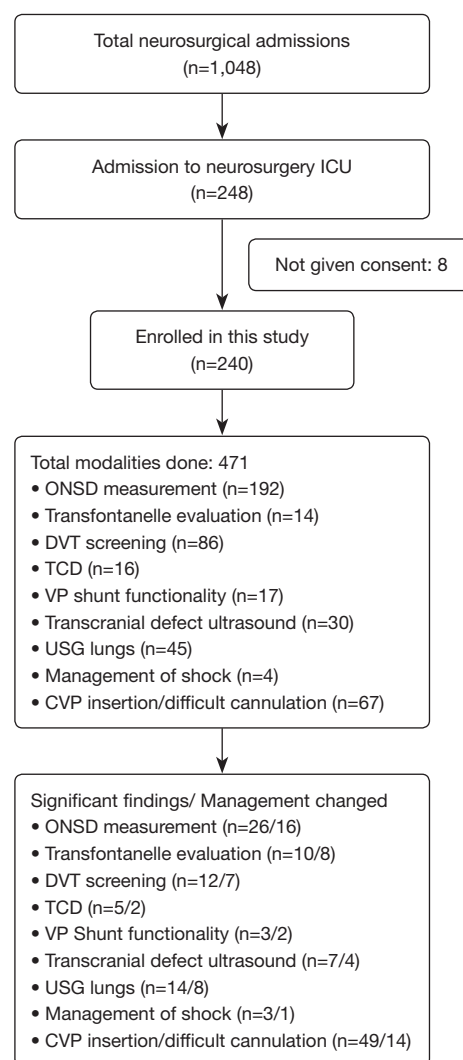 Total neurosurgical admissions
(n=1,048)
Admission to neurosurgery ICU
(n=248)
Not given consent: 8
Enrolled in this study
(n=240)
Total modalities done: 471
• ONSD measurement (n=192)
• Transfontanelle evaluation (n=14)
• DVT screening (n=86)
• TCD (n=16)
• VP shunt functionality (n=17)
• Transcranial defect ultrasound (n=30)
• USG lungs (n=45)
• Management of shock (n=4)
• CVP insertion/difficult cannulation (n=67)
Significant findings/ Management changed
• ONSD measurement (n=26/16)
• Transfontanelle evaluation (n=10/8)
• DVT screening (n=12/7)
• TCD (n=5/2)
• VP Shunt functionality (n=3/2)
• Transcranial defect ultrasound (n=7/4)
• USG lungs (n=14/8)
• Management of shock (n=3/1)
• CVP insertion/difficult cannulation (n=49/14)